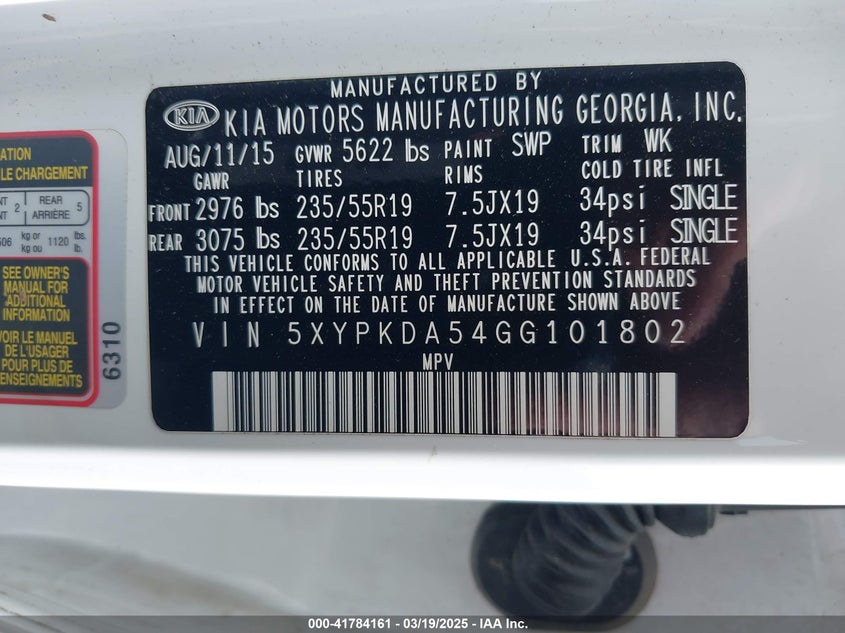 MANUFACTURED BY
KIA KIA MOTORS MANUFACTURING GEORGIA, INC.
AUG/11/15 GVWR 5622 lbs PAINT SWP TRIM WK
GAWR TIRES RIMS COLD TIRE INFL
FRONT 2976 lbs 235/55R19 7.5JX19 34psi SINGLE
REAR 3075 lbs 235/55R19 7.5JX19 34psi SINGLE
THIS VEHICLE CONFORMS TO ALL APPLICABLE U.S.A. FEDERAL
MOTOR VEHICLE SAFETY AND THEFT PREVENTION STANDARDS
IN EFFECT ON THE DATE OF MANUFACTURE SHOWN ABOVE
VIN 5XYPKDA54GG101802
MPV
CHARGEMENT
2 REAR 5
ARRIÈRE
kg or 1120 lbs.
kg ou lb.
SEE OWNER'S
MANUAL FOR
ADDITIONAL
INFORMATION
VOIR LE MANUEL
DE L'USAGER
POUR PLUS DE
RENSEIGNEMENTS
6310
000-41784161 - 03/19/2025 - IAA Inc.